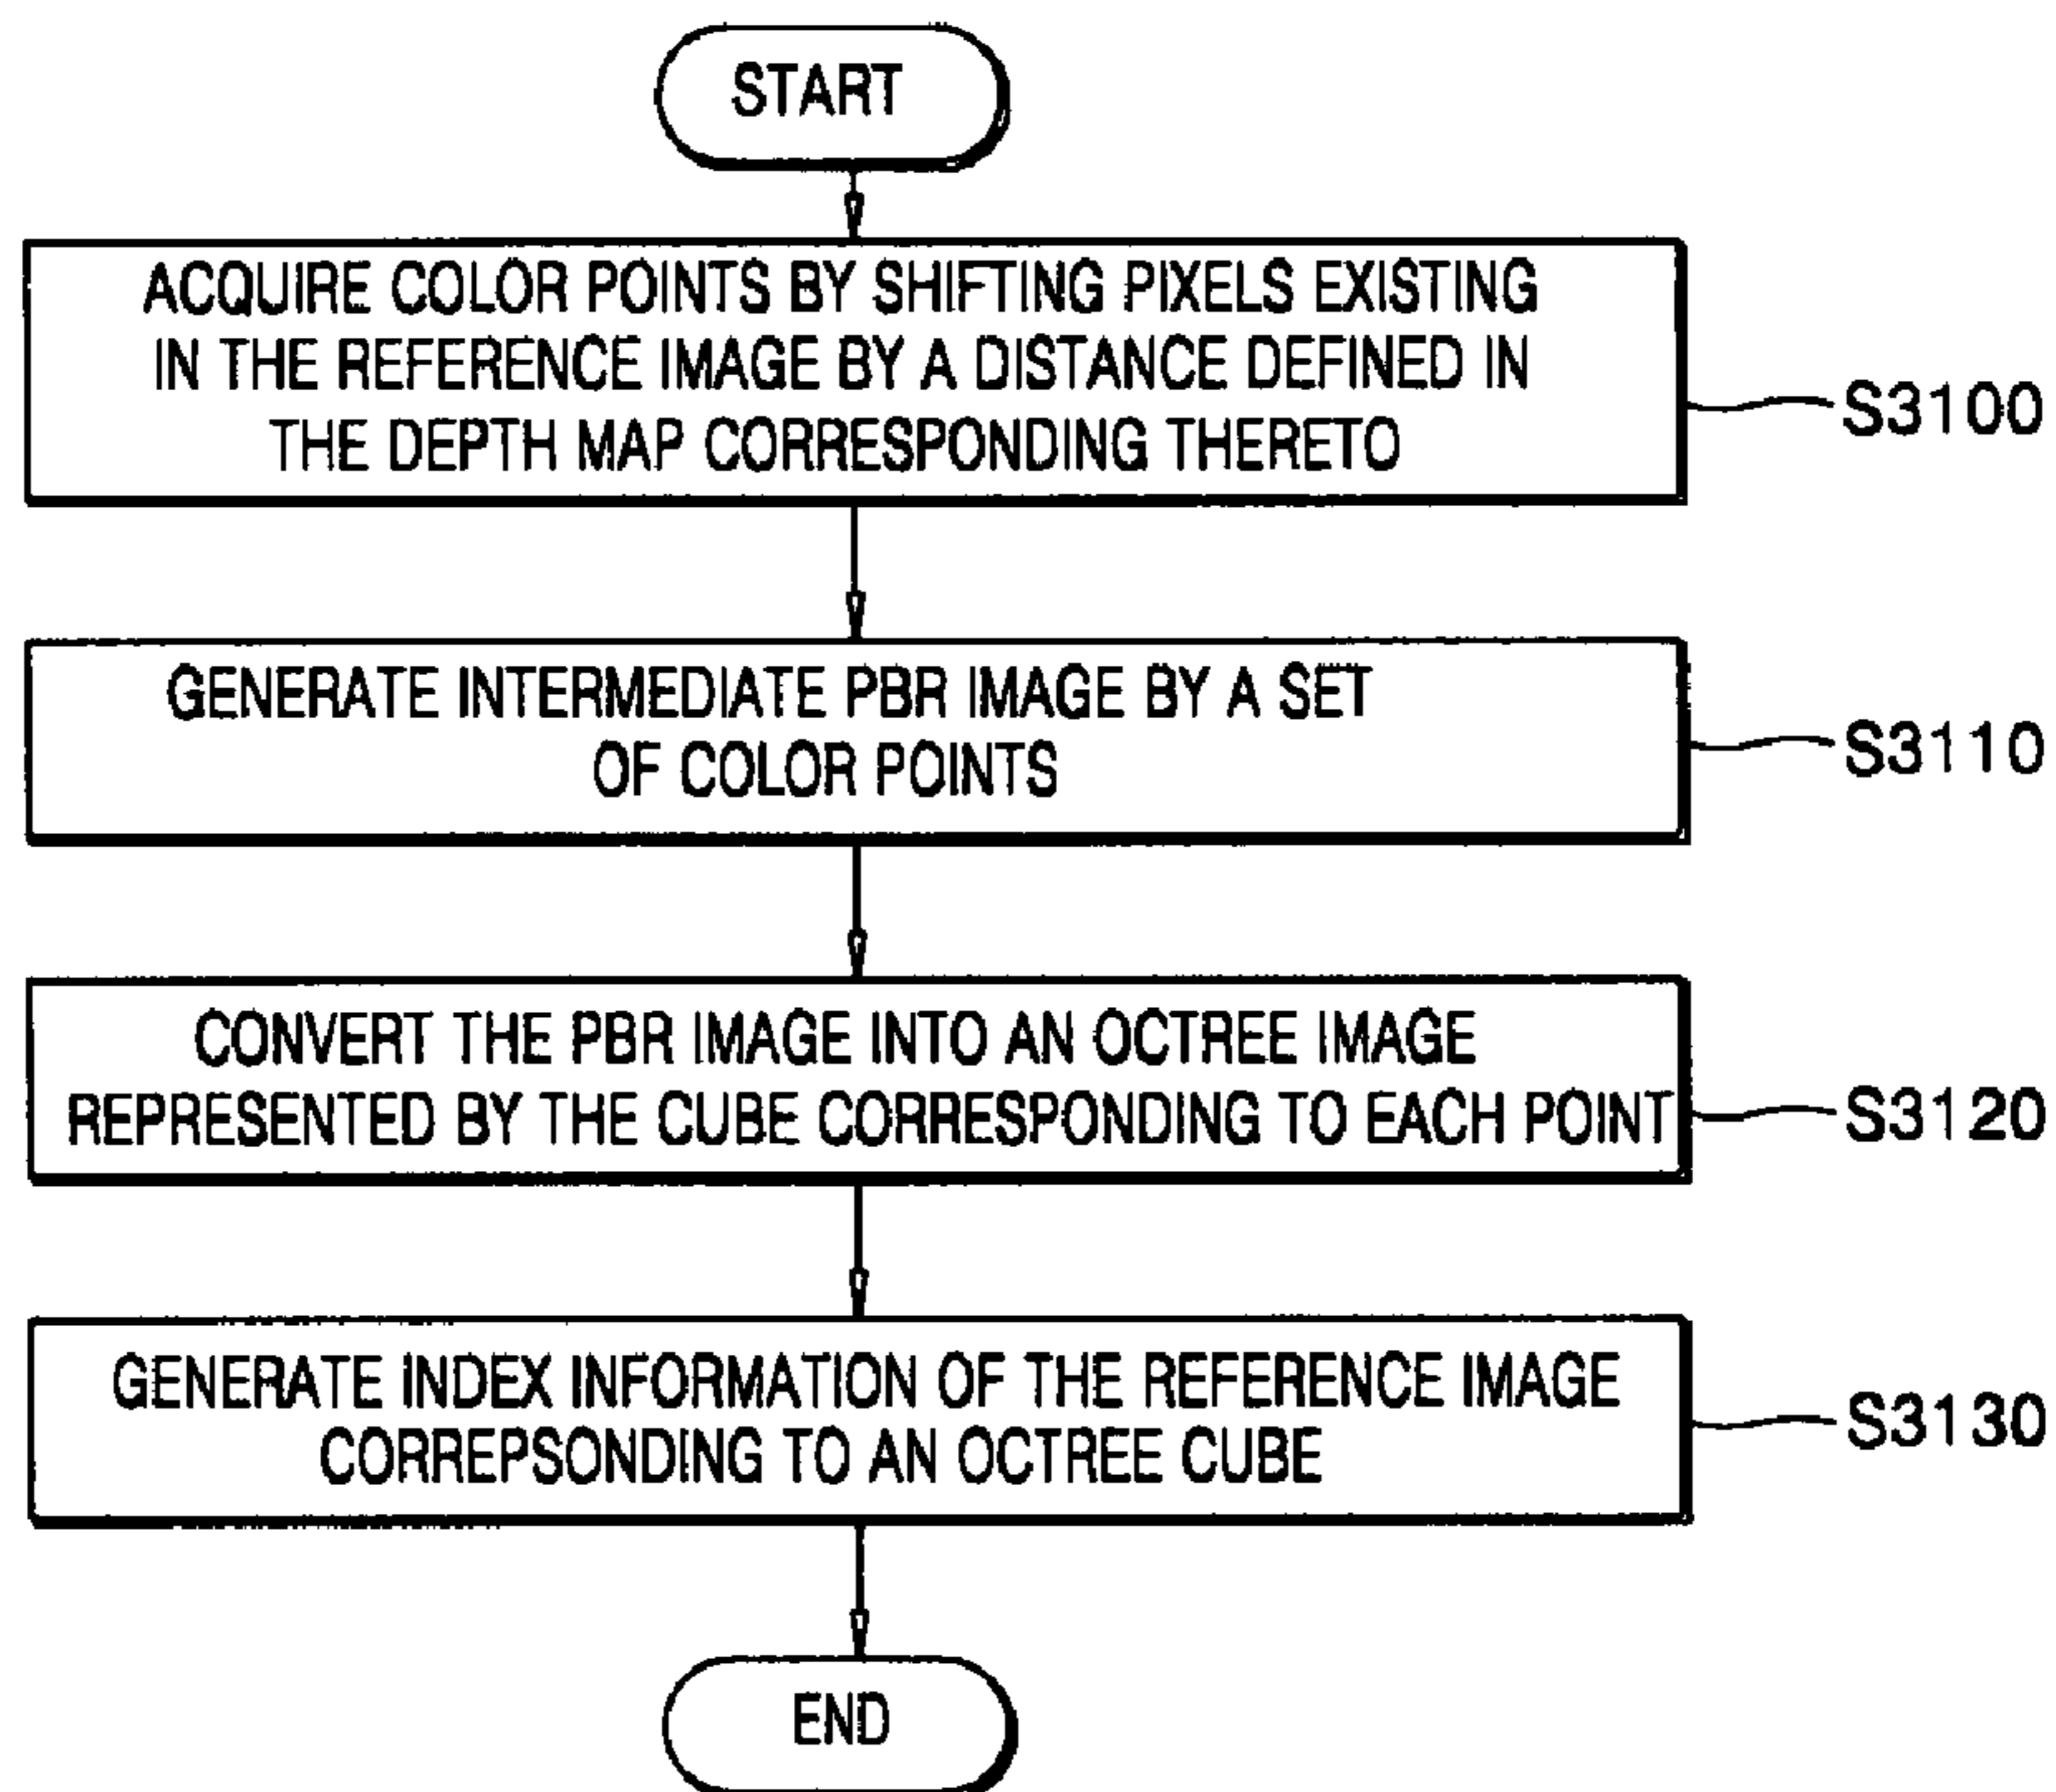 START
ACQUIRE COLOR POINTS BY SHIFTING PIXELS EXISTING
IN THE REFERENCE IMAGE BY A DISTANCE DEFINED IN
THE DEPTH MAP CORRESPONDING THERETO
S3100
GENERATE INTERMEDIATE PBR IMAGE BY A SET
OF COLOR POINTS
S3110
CONVERT THE PBR IMAGE INTO AN OCTREE IMAGE
REPRESENTED BY THE CUBE CORRESPONDING TO EACH POINT
S3120
GENERATE INDEX INFORMATION OF THE REFERENCE IMAGE
CORREPSONDING TO AN OCTREE CUBE
S3130
END